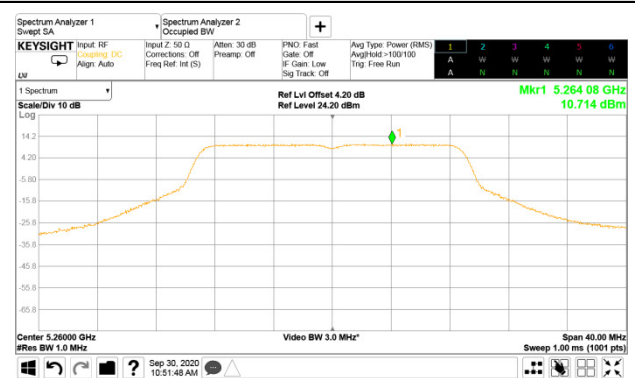 Spectrum Analyzer 1
Swept SA
Spectrum Analyzer 2
Occupied BW
+
KEYSIGHT
Input: RF
Coupling: DC
Align: Auto
Input Z: 50 Ω
Corrections: Off
Freq Ref: Int (S)
Atten: 30 dB
Preamp: Off
PNO: Fast
Gate: Off
IF Gain: Low
Sig Track: Off
Avg Type: Power (RMS)
Avg|Hold:>100/100
Trig: Free Run
1 2 3 4 5 6
A W W W W W
A N N N N N
1 Spectrum
Scale/Div 10 dB
Log
Ref Lvl Offset 4.20 dB
Ref Level 24.20 dBm
Mkr1 5.264 08 GHz
10.714 dBm
1
14.2
4.20
-5.80
-15.8
-25.8
-35.8
-45.8
-55.8
-65.8
Center 5.26000 GHz
#Res BW 1.0 MHz
Video BW 3.0 MHz*
Span 40.00 MHz
Sweep 1.00 ms (1001 pts)
?
Sep 30, 2020
10:51:48 AM